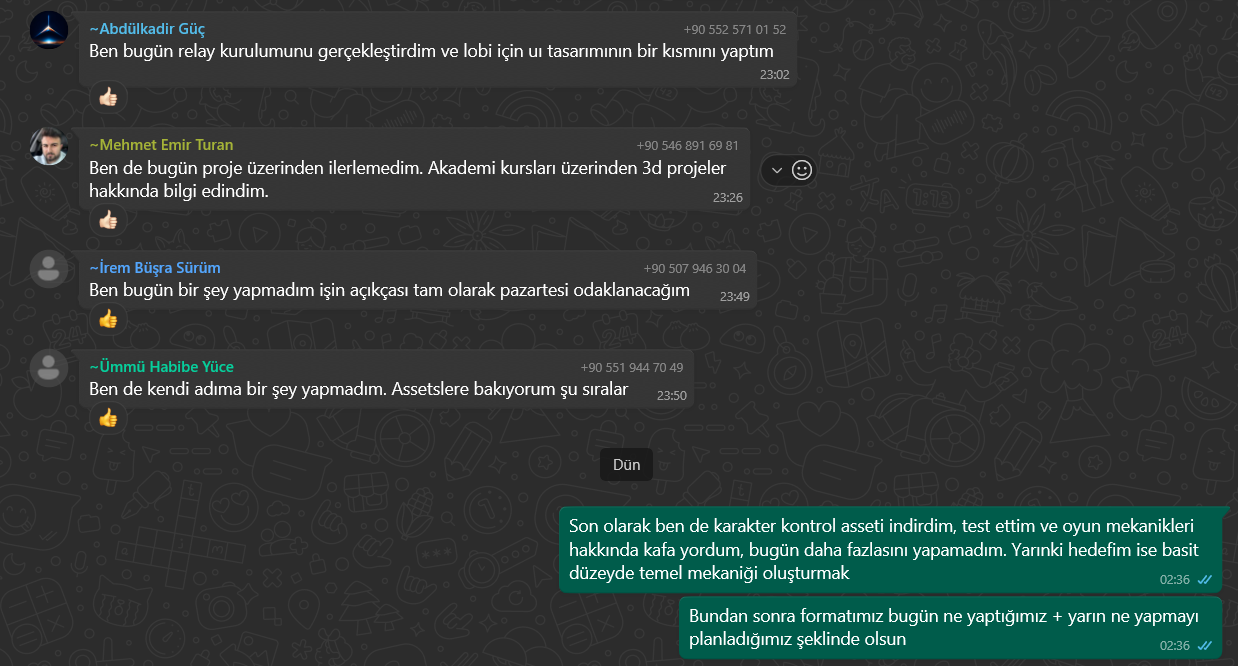 ~Abdülkadir Güç +90 552 571 01 52
Ben bugün relay kurulumunu gerçekleştirdim ve lobi için uı tasarımının bir kısmını yaptım
23:02
~Mehmet Emir Turan +90 546 891 69 81
Ben de bugün proje üzerinden ilerlemedim. Akademi kursları üzerinden 3d projeler
hakkında bilgi edindim.
23:26
~İrem Büşra Sürüm +90 507 946 30 04
Ben bugün bir şey yapmadım işin açıkçası tam olarak pazartesi odaklanacağım
23:49
~Ümmü Habibe Yüce +90 551 944 70 49
Ben de kendi adıma bir şey yapmadım. Assetslere bakıyorum şu sıralar
23:50
Dün
Son olarak ben de karakter kontrol asseti indirdim, test ettim ve oyun mekanikleri
hakkında kafa yordum, bugün daha fazlasını yapamadım. Yarınki hedefim ise basit
düzeyde temel mekaniği oluşturmak
02:36
Bundan sonra formatımız bugün ne yaptığımız + yarın ne yapmayı
planladığımız şeklinde olsun
02:36